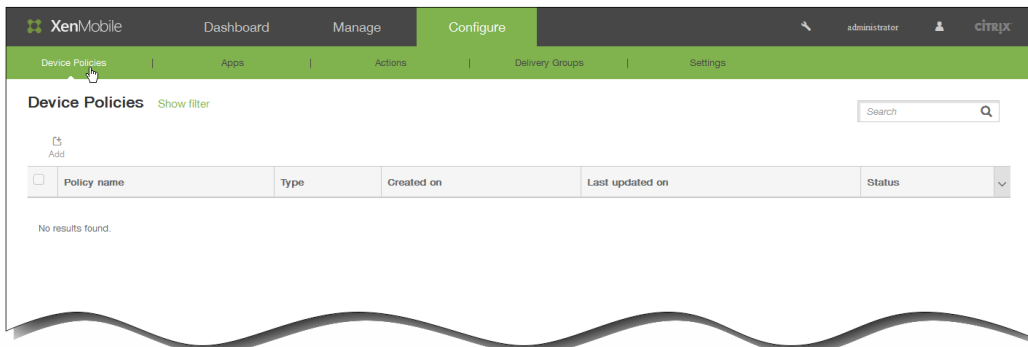 XenMobile Dashboard Manage Configure administrator CITRIX
Device Policies | Apps | Actions | Delivery Groups | Settings
Device Policies Show filter
Search
Add
Policy name Type Created on Last updated on Status
No results found.